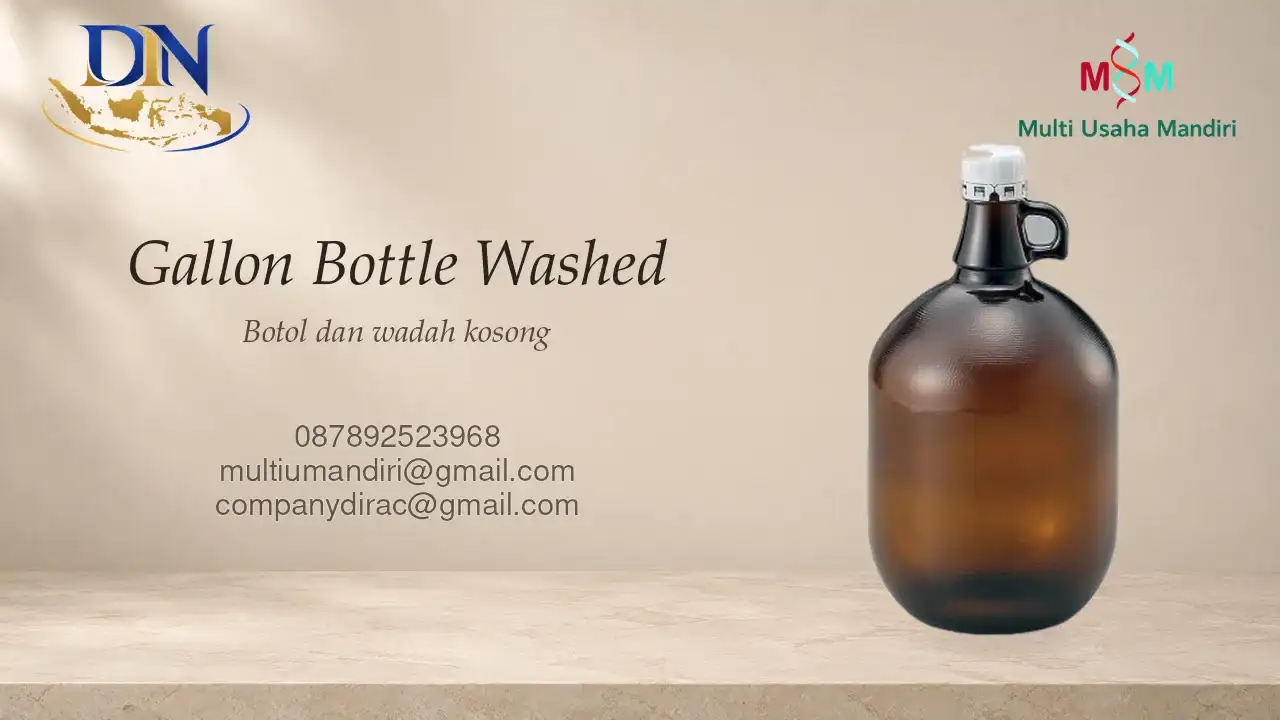 DIN
MSM
Multi Usaha Mandiri
Gallon Bottle Washed
Botol dan wadah kosong
087892523968
multiumandiri@gmail.com
companydirac@gmail.com